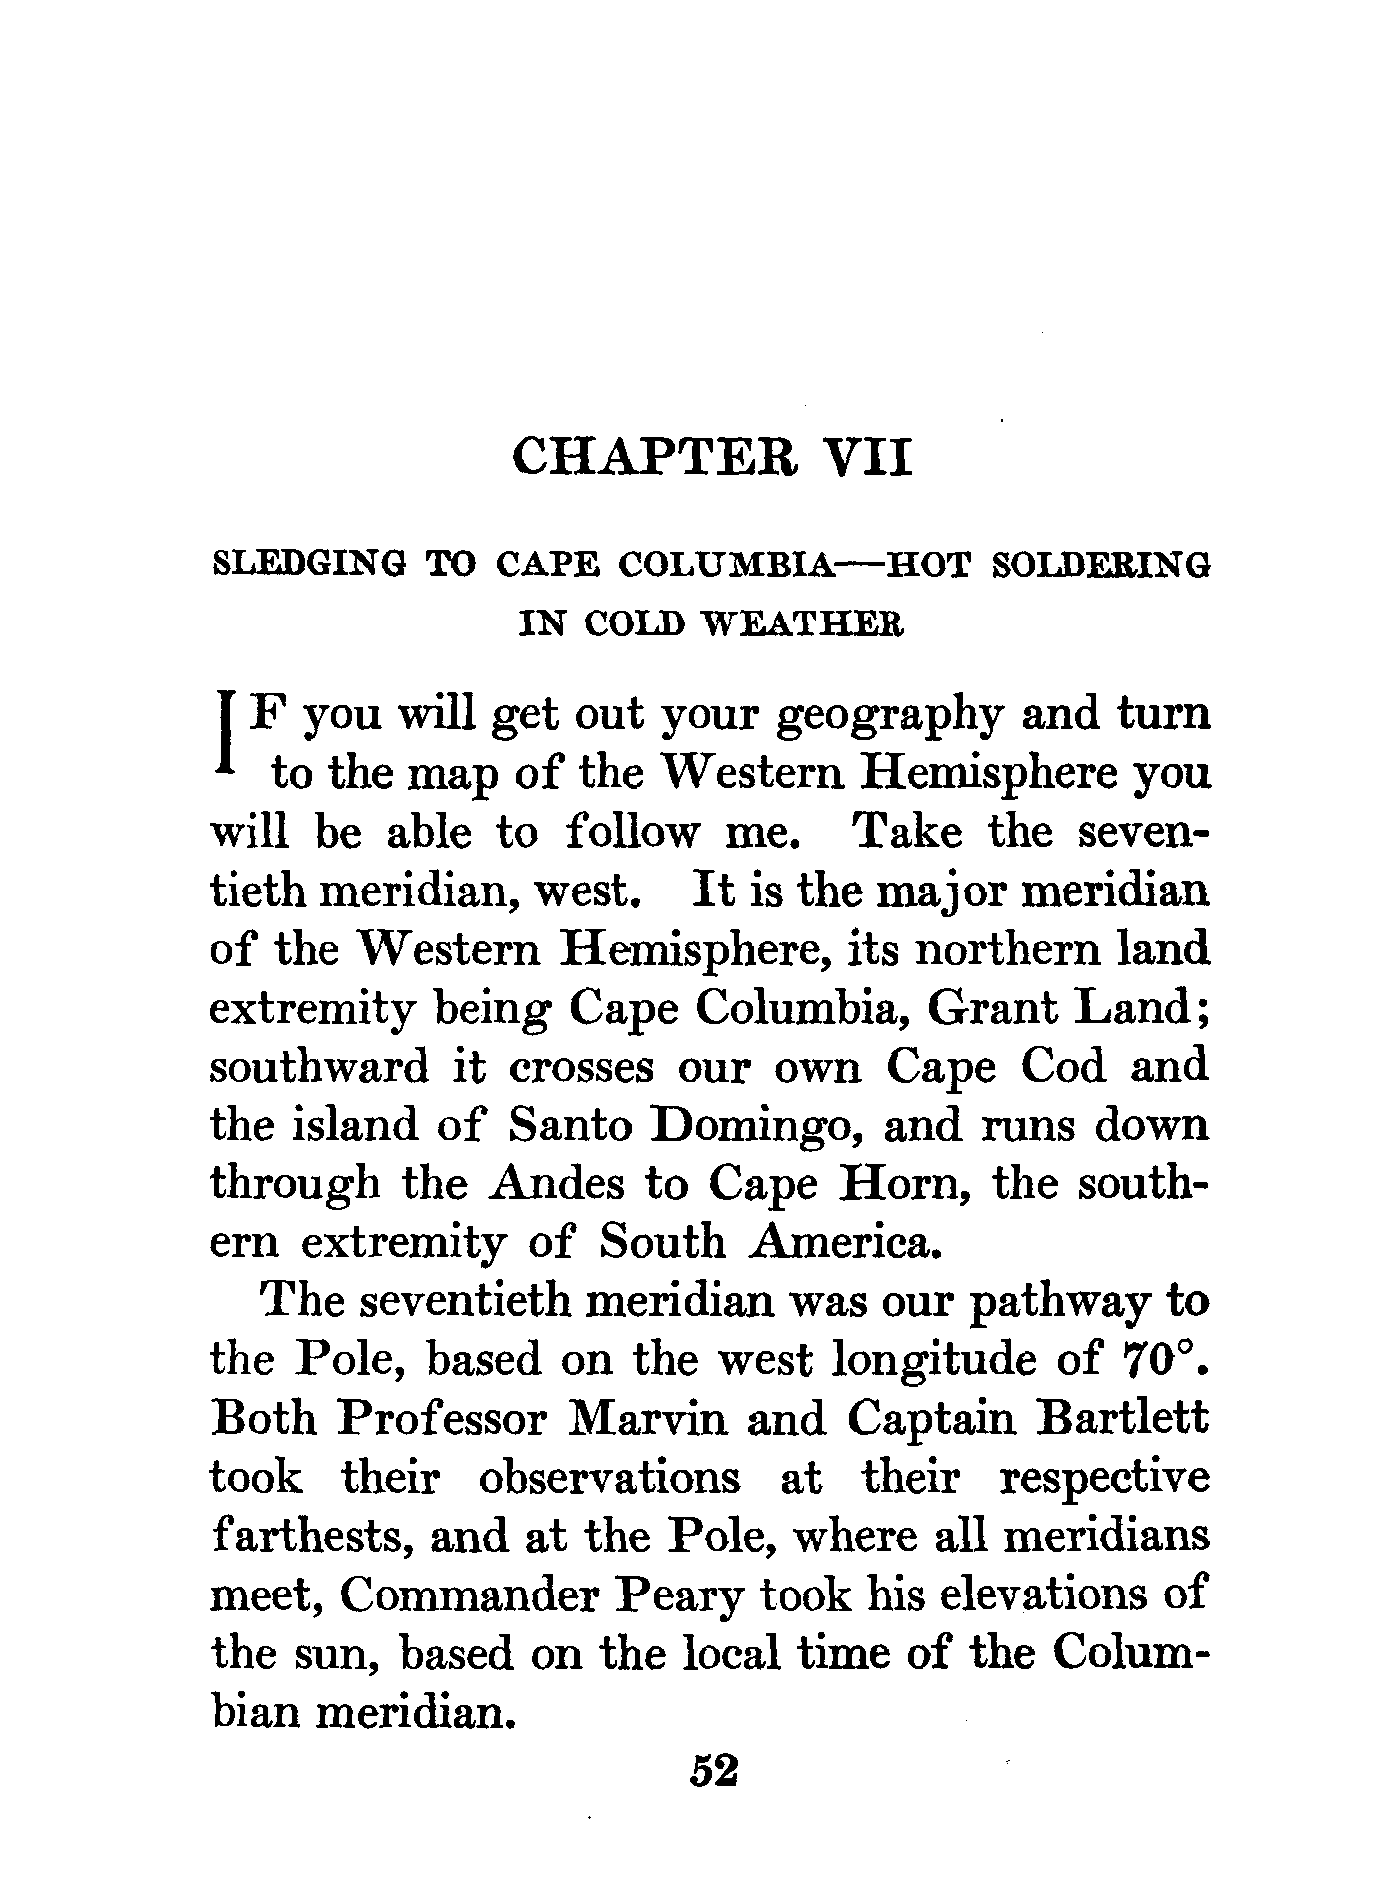 CHAPTER VII
SLEDGING TO CAPE COLUMBIA—HOT SOLDERING
IN COLD WEATHER
IF you will get out your geography and turn
to the map of the Western Hemisphere you
will be able to follow me. Take the seven-
tieth meridian, west. It is the major meridian
of the Western Hemisphere, its northern land
extremity being Cape Columbia, Grant Land;
southward it crosses our own Cape Cod and
the island of Santo Domingo, and runs down
through the Andes to Cape Horn, the south-
ern extremity of South America.
The seventieth meridian was our pathway to
the Pole, based on the west longitude of 70°.
Both Professor Marvin and Captain Bartlett
took their observations at their respective
farthests, and at the Pole, where all meridians
meet, Commander Peary took his elevations of
the sun, based on the local time of the Colum-
bian meridian.
52